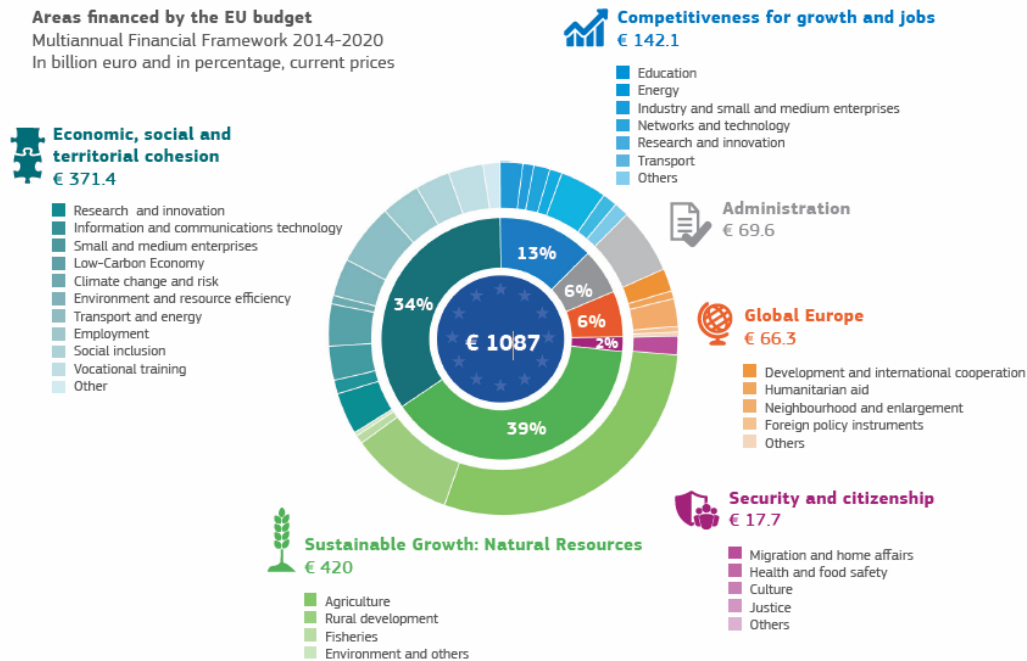 Areas financed by the EU budget
Multiannual Financial Framework 2014-2020
In billion euro and in percentage, current prices
Competitiveness for growth and jobs
€ 142.1
Education
Energy
Industry and small and medium enterprises
Networks and technology
Research and innovation
Transport
Others
Economic, social and
territorial cohesion
€ 371.4
Research and innovation
Information and communications technology
Small and medium enterprises
Low-Carbon Economy
Climate change and risk
Environment and resource efficiency
Transport and energy
Employment
Social inclusion
Vocational training
Other
Administration
€ 69.6
13%
6%
34%
6%
2%
€ 1087
39%
Global Europe
€ 66.3
Development and international cooperation
Humanitarian aid
Neighbourhood and enlargement
Foreign policy instruments
Others
Security and citizenship
€ 17.7
Migration and home affairs
Health and food safety
Culture
Justice
Others
Sustainable Growth: Natural Resources
€ 420
Agriculture
Rural development
Fisheries
Environment and others